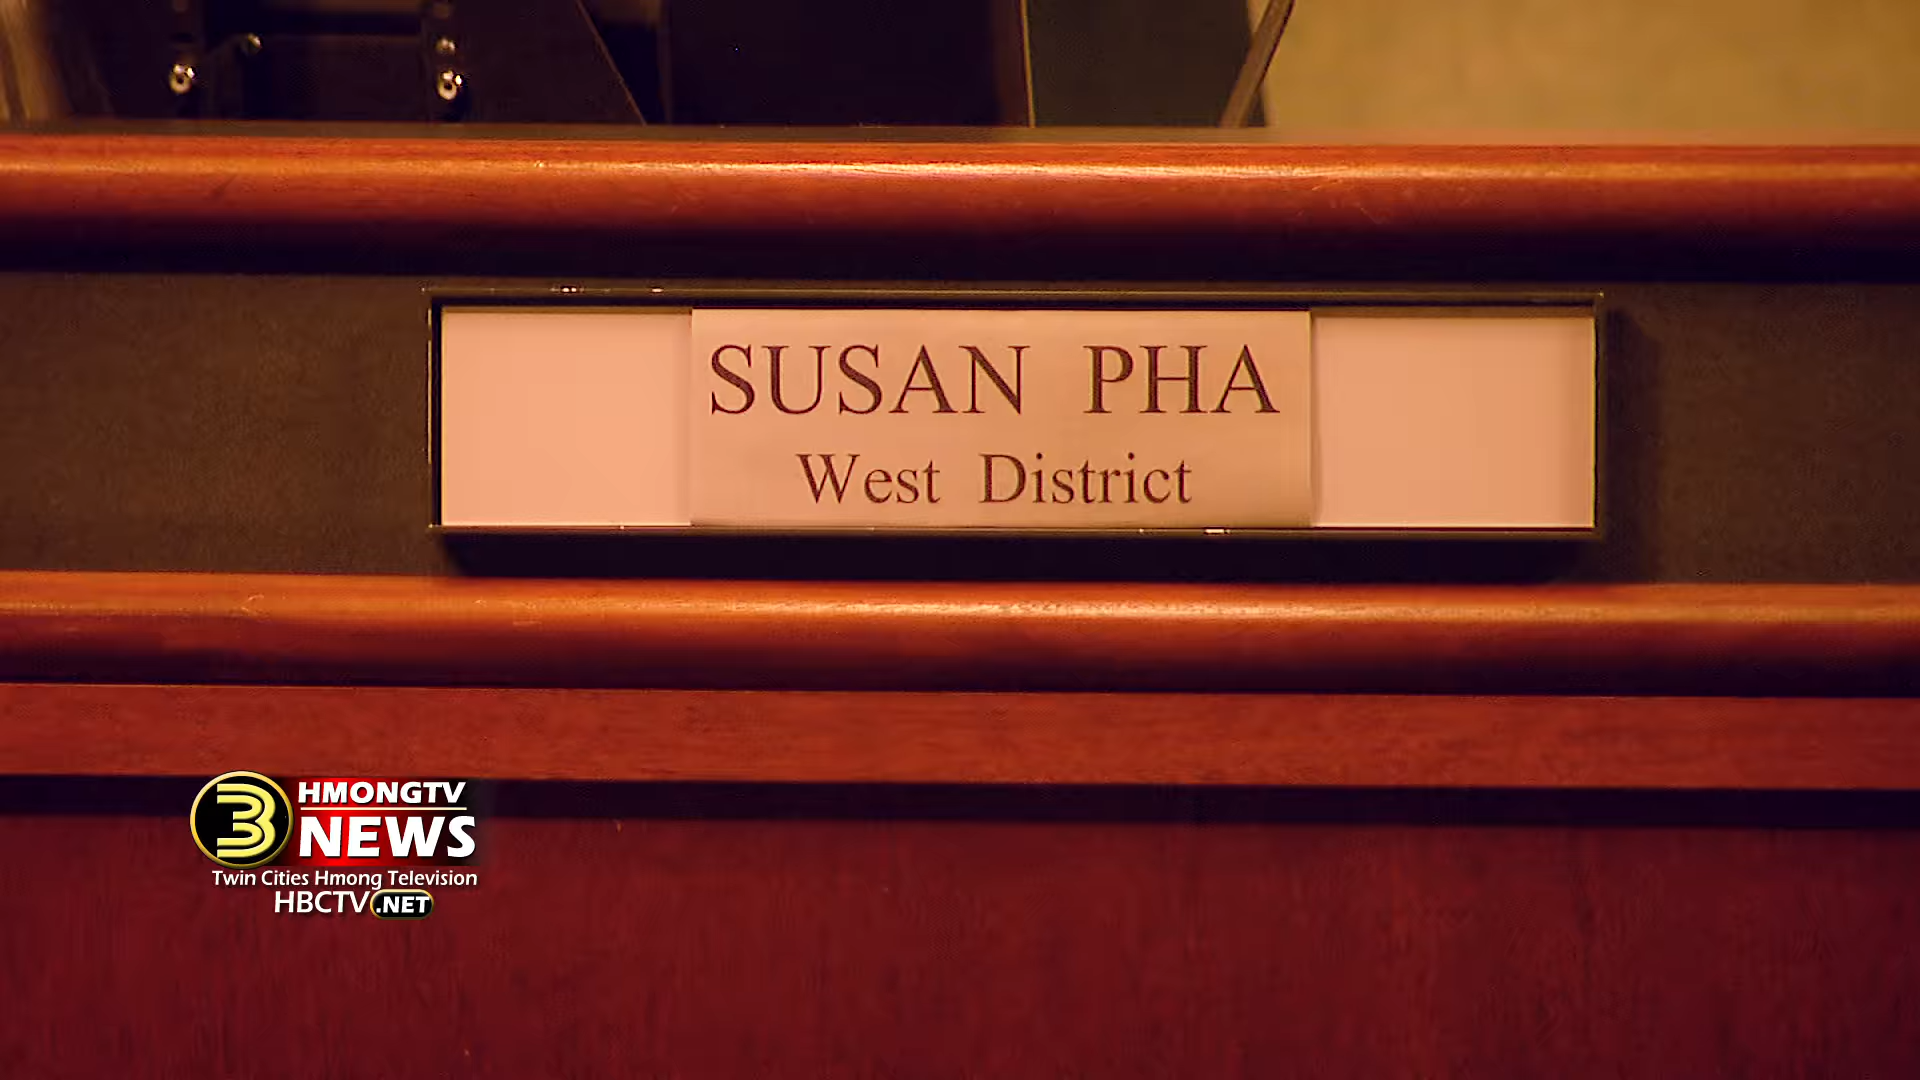 SUSAN PHA
West District
3 HMONGTV
NEWS
Twin Cities Hmong Television
HBCTV.NET